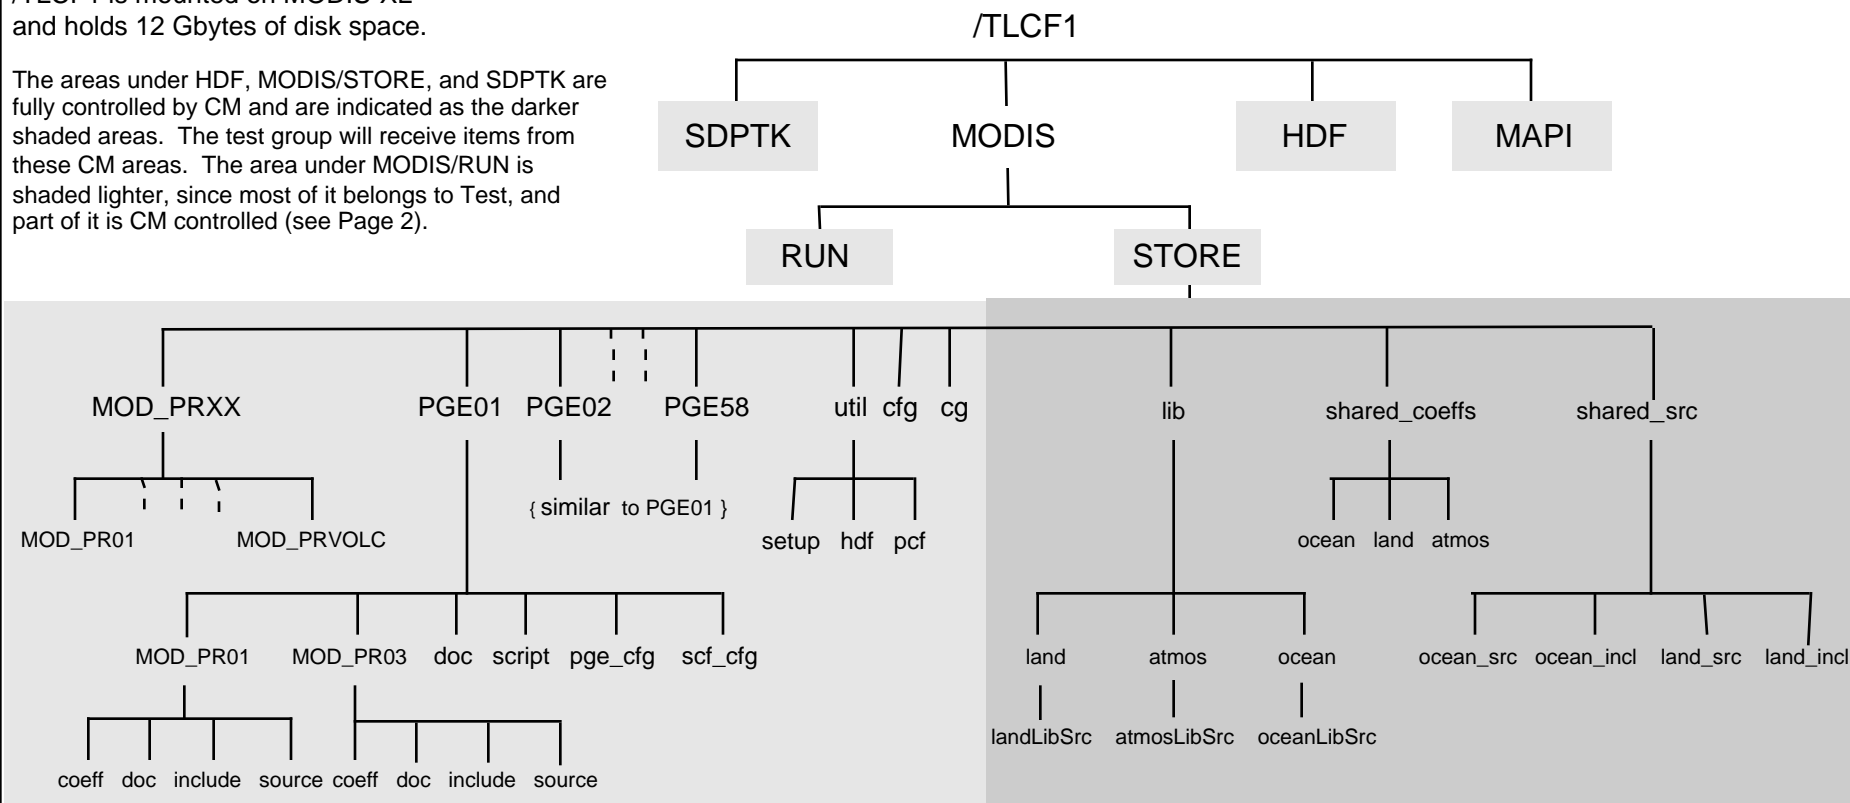 /TLCF1 is mounted on MODIS-XL
and holds 12 Gbytes of disk space.
The areas under HDF, MODIS/STORE, and SDPTK are
fully controlled by CM and are indicated as the darker
shaded areas.  The test group will receive items from
these CM areas.  The area under MODIS/RUN is
shaded lighter, since most of it belongs to Test, and
part of it is CM controlled (see Page 2).
/TLCF1
SDPTK MODIS HDF MAPI
RUN STORE
MOD_PRXX PGE01 PGE02 PGE58 util cfg cg lib shared_coeffs shared_src
{ similar to PGE01 }
MOD_PR01 MOD_PRVOLC setup hdf pcf ocean land atmos
MOD_PR01 MOD_PR03 doc script pge_cfg scf_cfg land atmos ocean ocean_src ocean_incl land_src land_incl
landLibSrc atmosLibSrc oceanLibSrc
coeff doc include source coeff doc include source